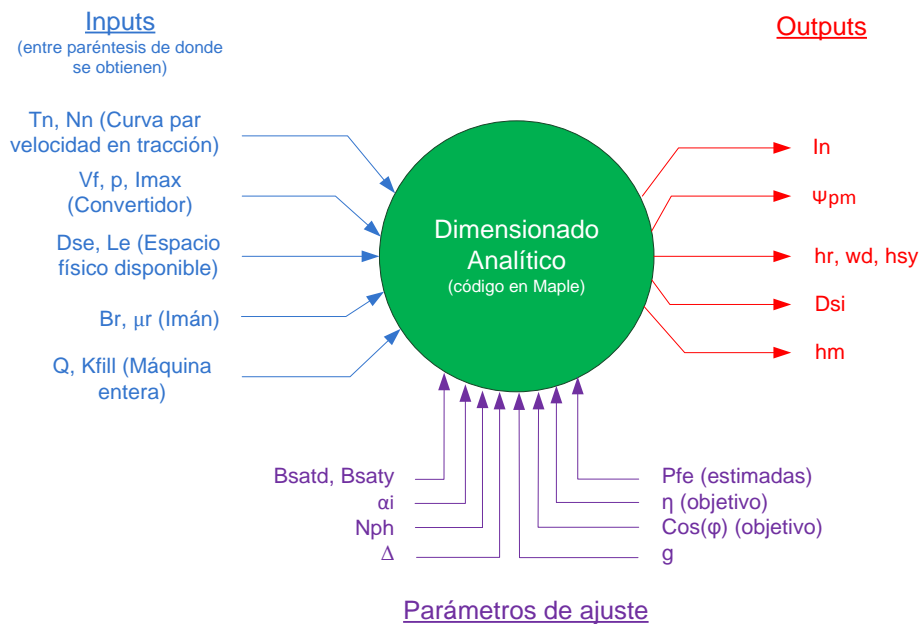 Inputs
(entre paréntesis de donde
se obtienen)
Tn, Nn (Curva par
velocidad en tracción)
Vf, p, Imax
(Convertidor)
Dse, Le (Espacio
físico disponible)
Br, μr (Imán)
Q, Kfill (Máquina
entera)
Dimensionado
Analítico
(código en Maple)
Outputs
In
Ψpm
hr, wd, hsy
Dsi
hm
Bsatd, Bsaty
αi
Nph
Δ
Pfe (estimadas)
η (objetivo)
Cos(φ) (objetivo)
g
Parámetros de ajuste